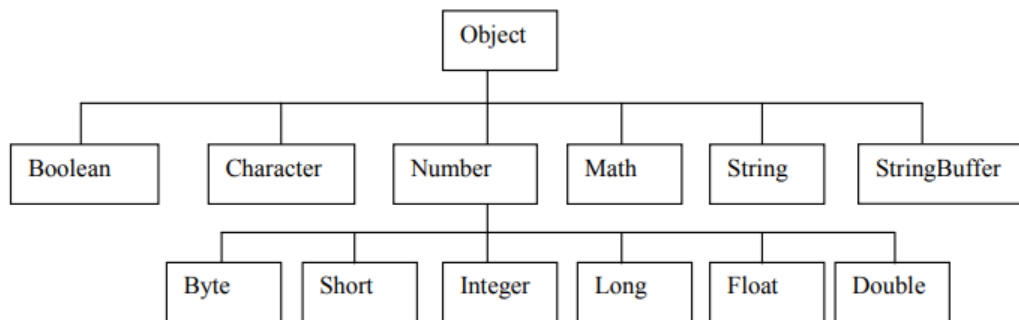 Object
Boolean Character Number Math String StringBuffer
Byte Short Integer Long Float Double